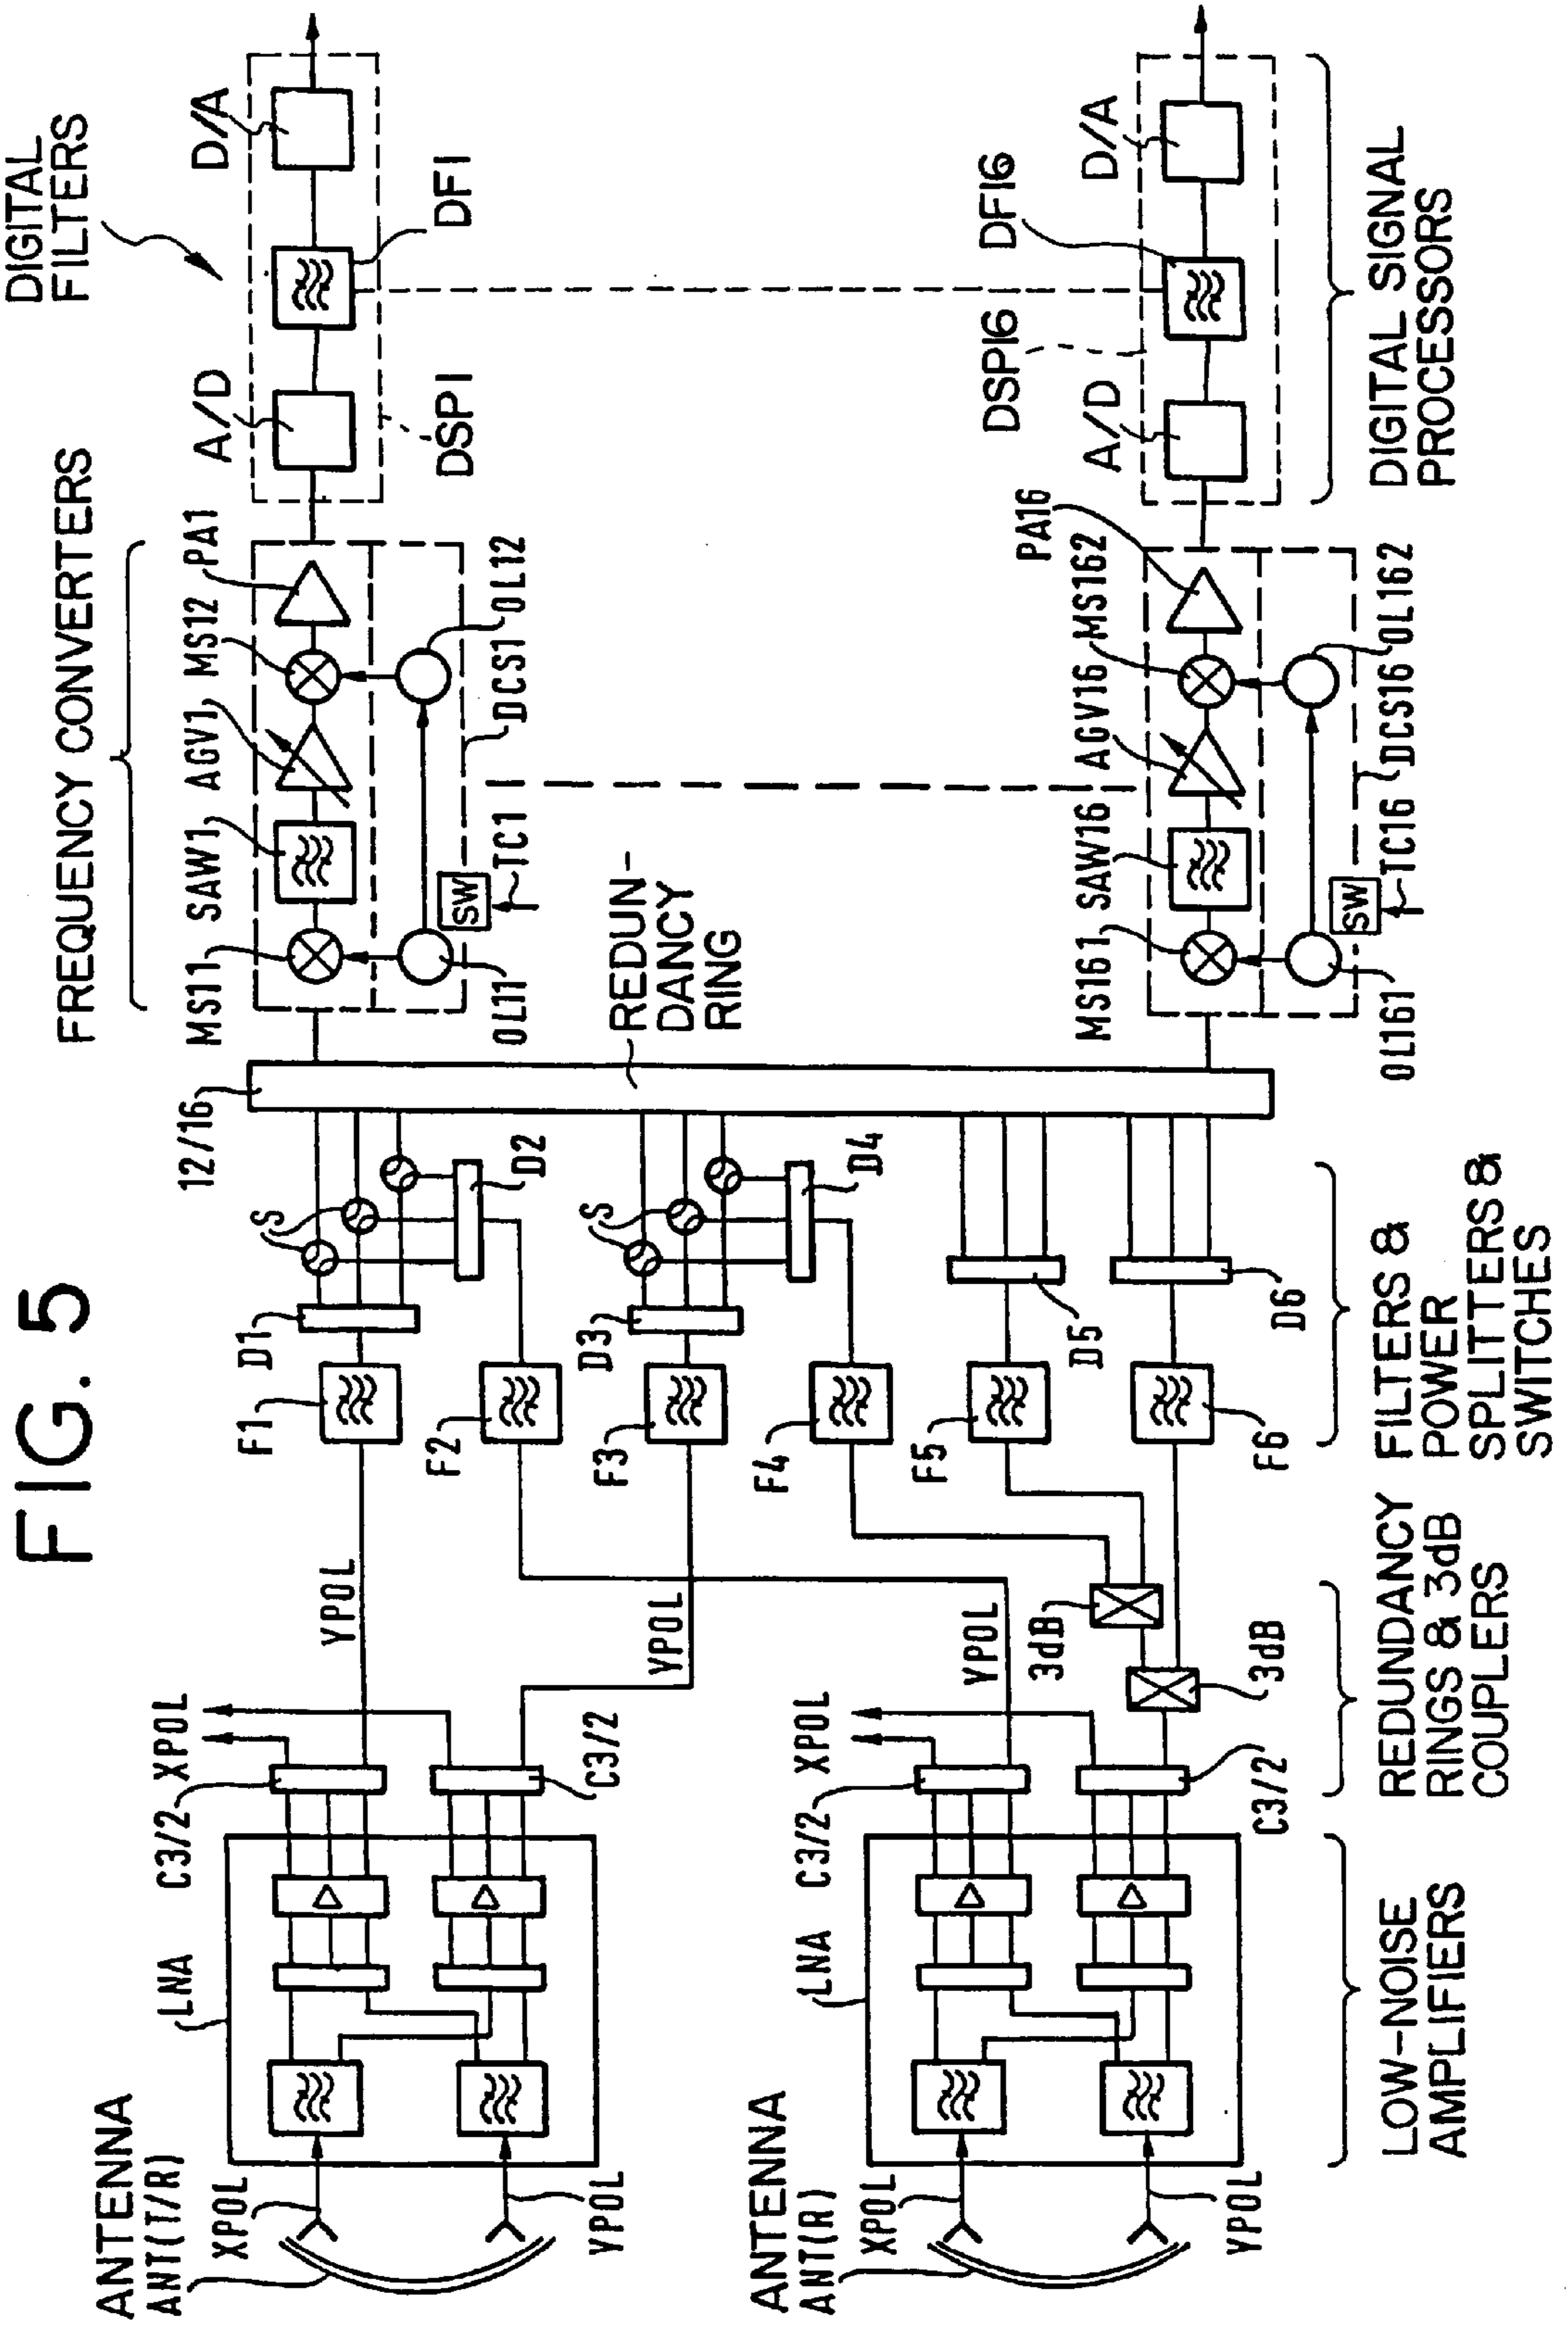 FIG. 5
ANTENNA
ANT(T/R)
XPOL
YPOL
LNA
C3/2
XPOL
C3/2
YPOL
YPOL
F1
D1
F2
D2
S
F3
D3
F4
D4
S
12/16
REDUN-
DANCY
RING
FREQUENCY CONVERTERS
MS11
SAW1
AGV1
MS12
PA1
OL11
SW
TC1
DCS1
OL12
DIGITAL
FILTERS
A/D
D/A
DSP1
DF1
ANTENNA
ANT(R)
XPOL
YPOL
LNA
C3/2
XPOL
C3/2
YPOL
3dB
3dB
F5
D5
F6
D6
MS161
SAW16
AGV16
MS162
PA16
OL161
SW
TC16
DCS16
OL162
DSP16
DF16
A/D
D/A
LOW-NOISE
AMPLIFIERS
REDUNDANCY
RINGS & 3dB
COUPLERS
FILTERS &
POWER
SPLITTERS &
SWITCHES
DIGITAL SIGNAL
PROCESSORS